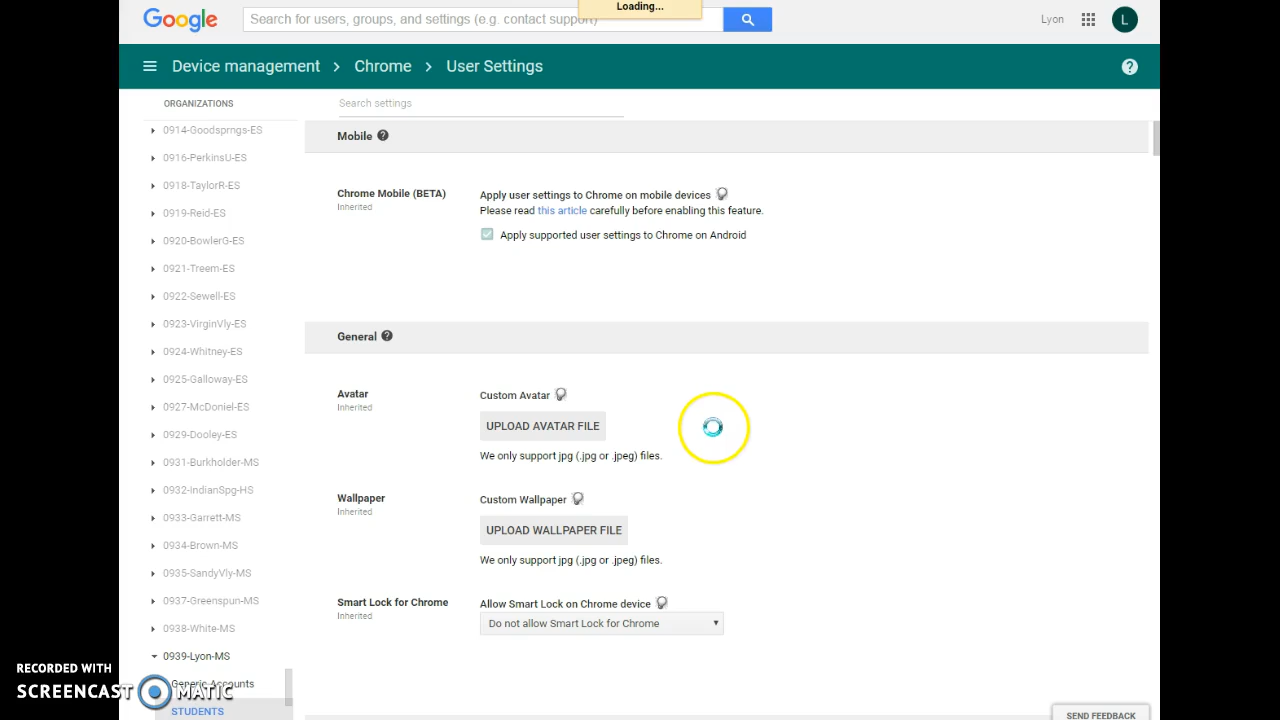 Google
Search for users, groups, and settings (e.g. contact support)
Loading...
Lyon
L
Device management > Chrome > User Settings
ORGANIZATIONS
Search settings
0914-Goodsprngs-ES
0916-PerkinsU-ES
0918-TaylorR-ES
0919-Reid-ES
0920-BowlerG-ES
0921-Treem-ES
0922-Sewell-ES
0923-VirginVly-ES
0924-Whitney-ES
0925-Galloway-ES
0927-McDoniel-ES
0929-Dooley-ES
0931-Burkholder-MS
0932-IndianSpg-HS
0933-Garrett-MS
0934-Brown-MS
0935-SandyVly-MS
0937-Greenspun-MS
0938-White-MS
0939-Lyon-MS
Generic Accounts
STUDENTS
Mobile
Chrome Mobile (BETA)
Inherited
Apply user settings to Chrome on mobile devices
Please read this article carefully before enabling this feature.
Apply supported user settings to Chrome on Android
General
Avatar
Inherited
Custom Avatar
UPLOAD AVATAR FILE
We only support jpg (.jpg or .jpeg) files.
Wallpaper
Inherited
Custom Wallpaper
UPLOAD WALLPAPER FILE
We only support jpg (.jpg or .jpeg) files.
Smart Lock for Chrome
Inherited
Allow Smart Lock on Chrome device
Do not allow Smart Lock for Chrome
SEND FEEDBACK
RECORDED WITH
SCREENCAST MATIC